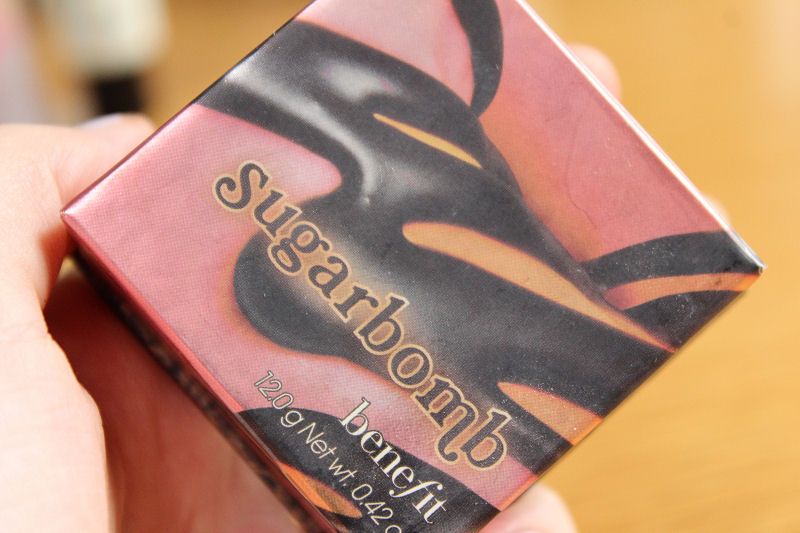 sugarbomb
benefit
12.0 g Net wt. 0.42